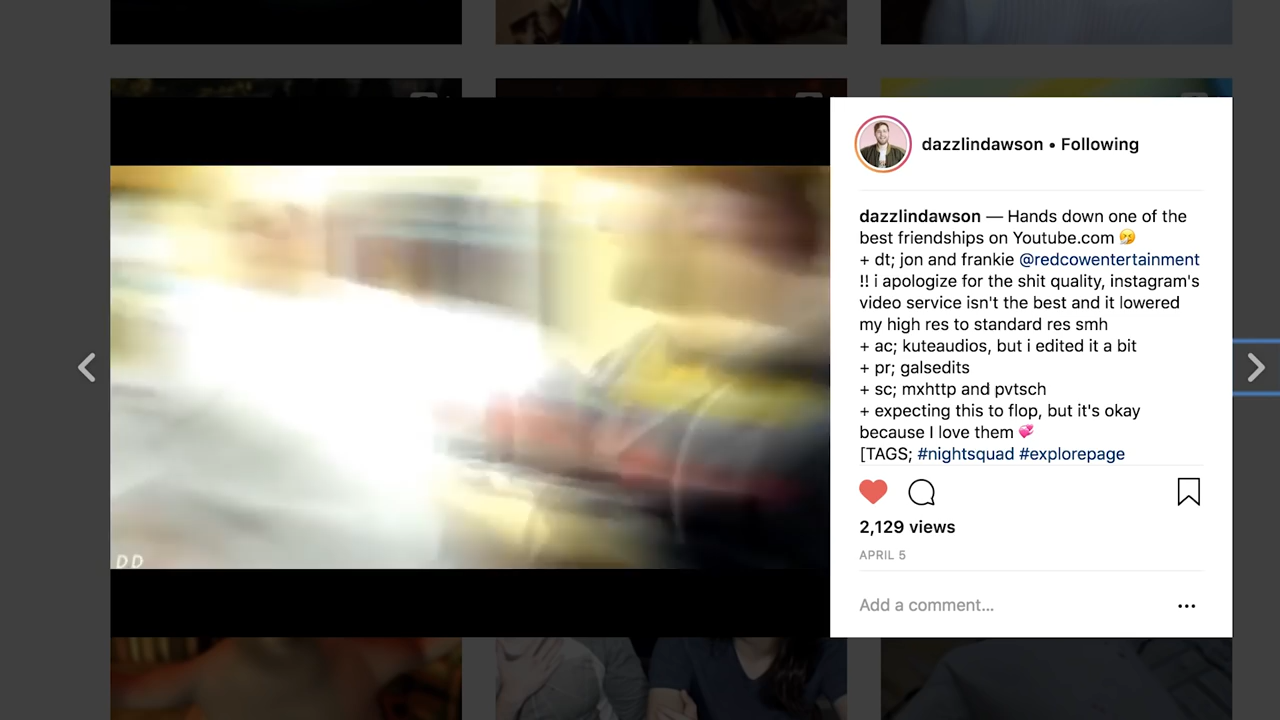 dazzlindawson • Following
dazzlindawson — Hands down one of the
best friendships on Youtube.com 🤧
+ dt; jon and frankie @redcowentertainment
!! i apologize for the shit quality, instagram's
video service isn't the best and it lowered
my high res to standard res smh
+ ac; kuteaudios, but i edited it a bit
+ pr; galsedits
+ sc; mxhttp and pvtsch
+ expecting this to flop, but it's okay
because I love them 💞
[TAGS; #nightsquad #explorepage
2,129 views
APRIL 5
Add a comment...
DD